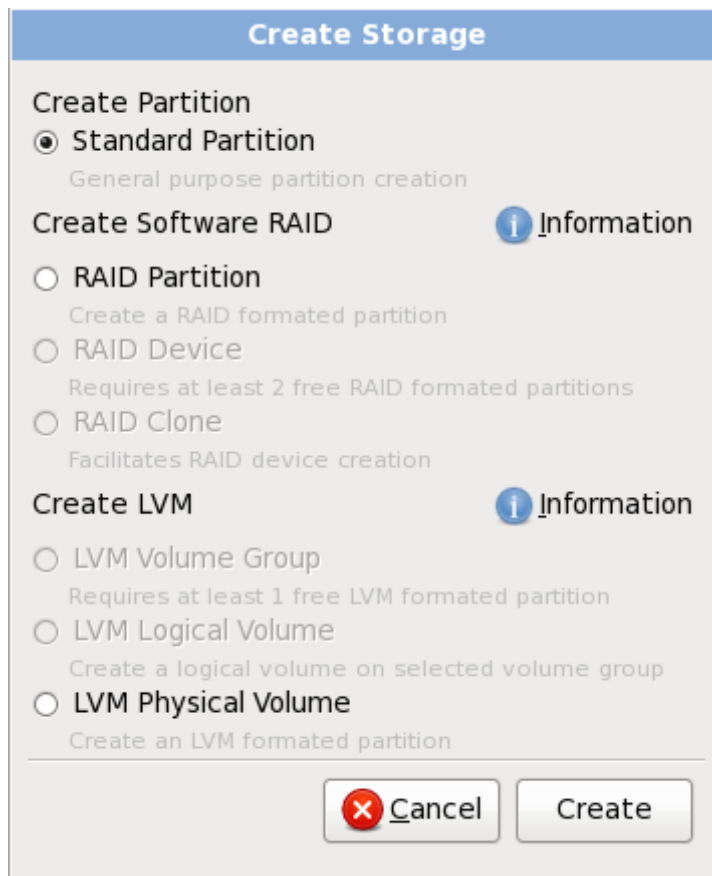 Create Storage
Create Partition
Standard Partition
General purpose partition creation
Create Software RAID
Information
RAID Partition
Create a RAID formated partition
RAID Device
Requires at least 2 free RAID formated partitions
RAID Clone
Facilitates RAID device creation
Create LVM
Information
LVM Volume Group
Requires at least 1 free LVM formated partition
LVM Logical Volume
Create a logical volume on selected volume group
LVM Physical Volume
Create an LVM formated partition
Cancel
Create